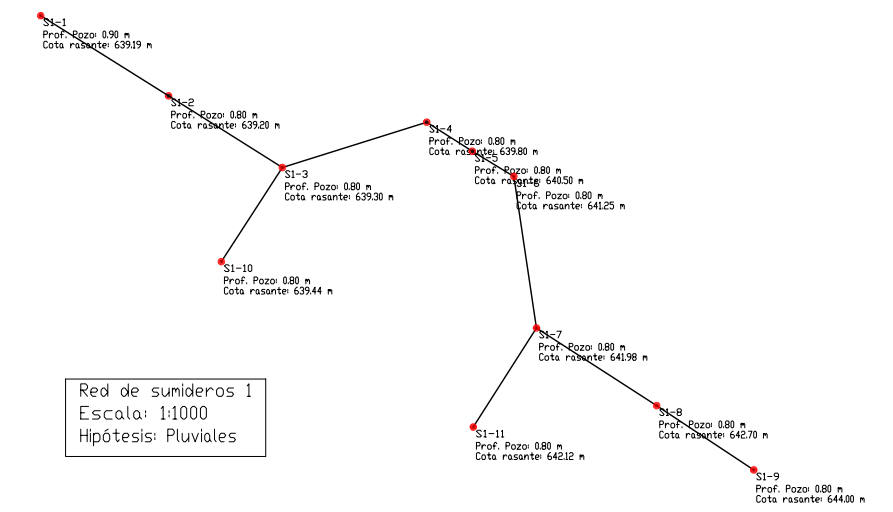 S1-1
Prof. Pozo: 0.90 m
Cota rasante: 639.19 m
S1-2
Prof. Pozo: 0.80 m
Cota rasante: 639.20 m
S1-3
Prof. Pozo: 0.80 m
Cota rasante: 639.30 m
S1-4
Prof. Pozo: 0.80 m
Cota rasante: 639.80 m
S1-5
Prof. Pozo: 0.80 m
Cota rasante: 640.50 m
S1-6
Prof. Pozo: 0.80 m
Cota rasante: 641.25 m
S1-10
Prof. Pozo: 0.80 m
Cota rasante: 639.44 m
S1-7
Prof. Pozo: 0.80 m
Cota rasante: 641.98 m
S1-8
Prof. Pozo: 0.80 m
Cota rasante: 642.70 m
S1-11
Prof. Pozo: 0.80 m
Cota rasante: 642.12 m
S1-9
Prof. Pozo: 0.80 m
Cota rasante: 644.00 m
Red de sumideros 1
Escala: 1:1000
Hipótesis: Pluviales